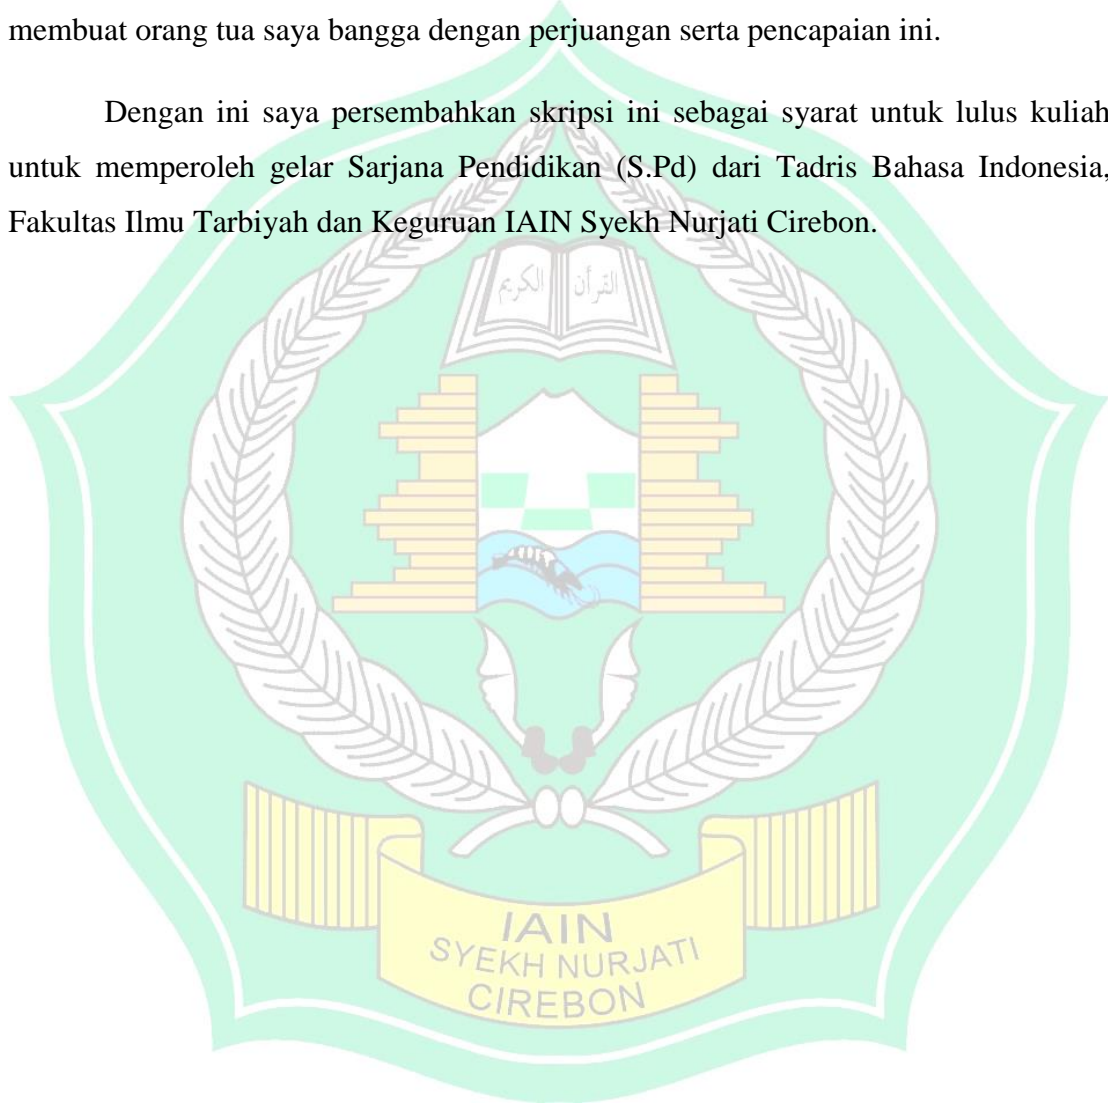 membuat orang tua saya bangga dengan perjuangan serta pencapaian ini.
Dengan ini saya persembahkan skripsi ini sebagai syarat untuk lulus kuliah
untuk memperoleh gelar Sarjana Pendidikan (S.Pd) dari Tadris Bahasa Indonesia,
Fakultas Ilmu Tarbiyah dan Keguruan IAIN Syekh Nurjati Cirebon.
القرأن الكريم
IAIN
SYEKH NURJATI
CIREBON